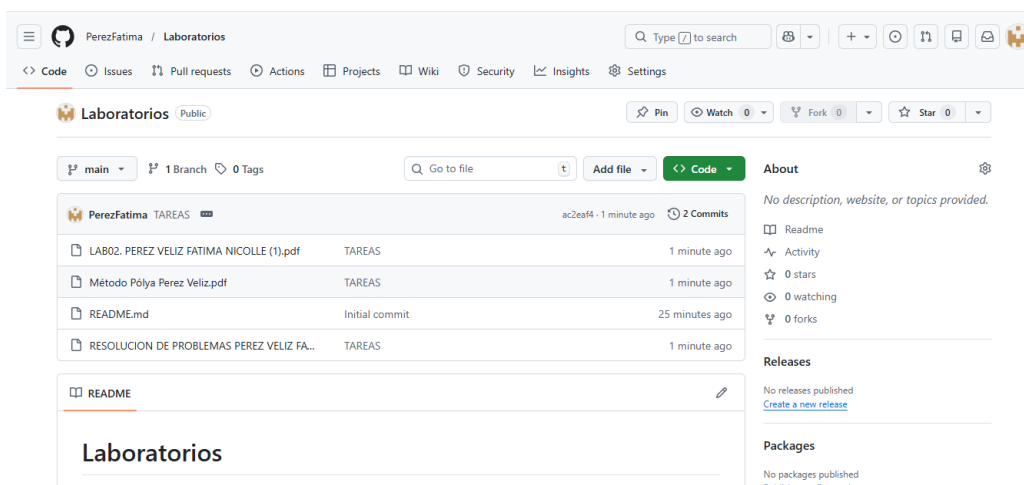 PerezFatima / Laboratorios
Type / to search
Code Issues Pull requests Actions Projects Wiki Security Insights Settings
Laboratorios Public
Pin Watch 0 Fork 0 Star 0
main 1 Branch 0 Tags Go to file t Add file Code
PerezFatima TAREAS ac2eaf4 · 1 minute ago 2 Commits
LAB02. PEREZ VELIZ FATIMA NICOLLE (1).pdf TAREAS 1 minute ago
Método Pólya Perez Veliz.pdf TAREAS 1 minute ago
README.md Initial commit 25 minutes ago
RESOLUCION DE PROBLEMAS PEREZ VELIZ FA... TAREAS 1 minute ago
README
Laboratorios
About
No description, website, or topics provided.
Readme
Activity
0 stars
0 watching
0 forks
Releases
No releases published
Create a new release
Packages
No packages published